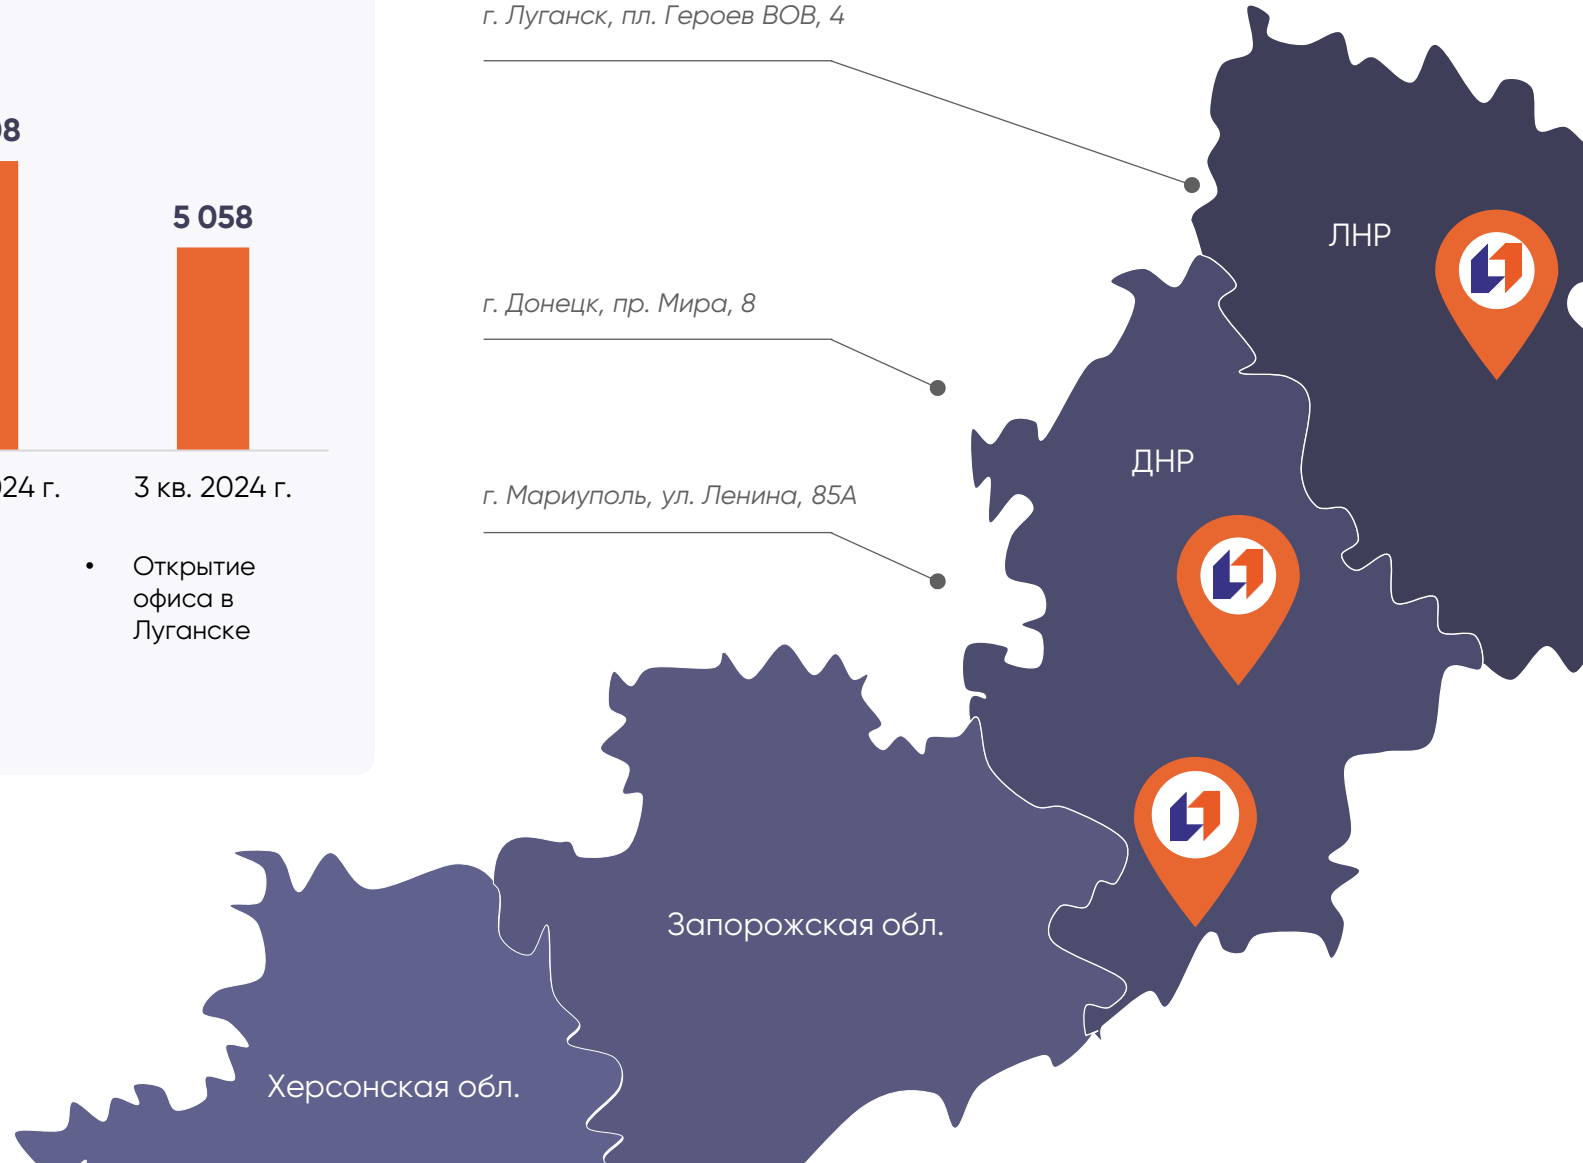 г. Луганск, пл. Героев ВОВ, 4
8
5 058
ЛНР
г. Донецк, пр. Мира, 8
ДНР
24 г.
3 кв. 2024 г.
г. Мариуполь, ул. Ленина, 85А
• Открытие
офиса в
Луганске
Запорожская обл.
Херсонская обл.